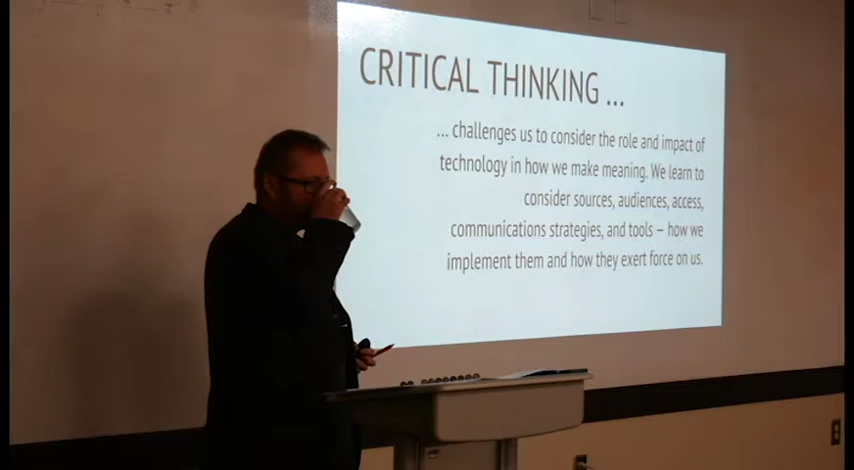 CRITICAL THINKING ...
... challenges us to consider the role and impact of
technology in how we make meaning. We learn to
consider sources, audiences, access,
communications strategies, and tools – how we
implement them and how they exert force on us.